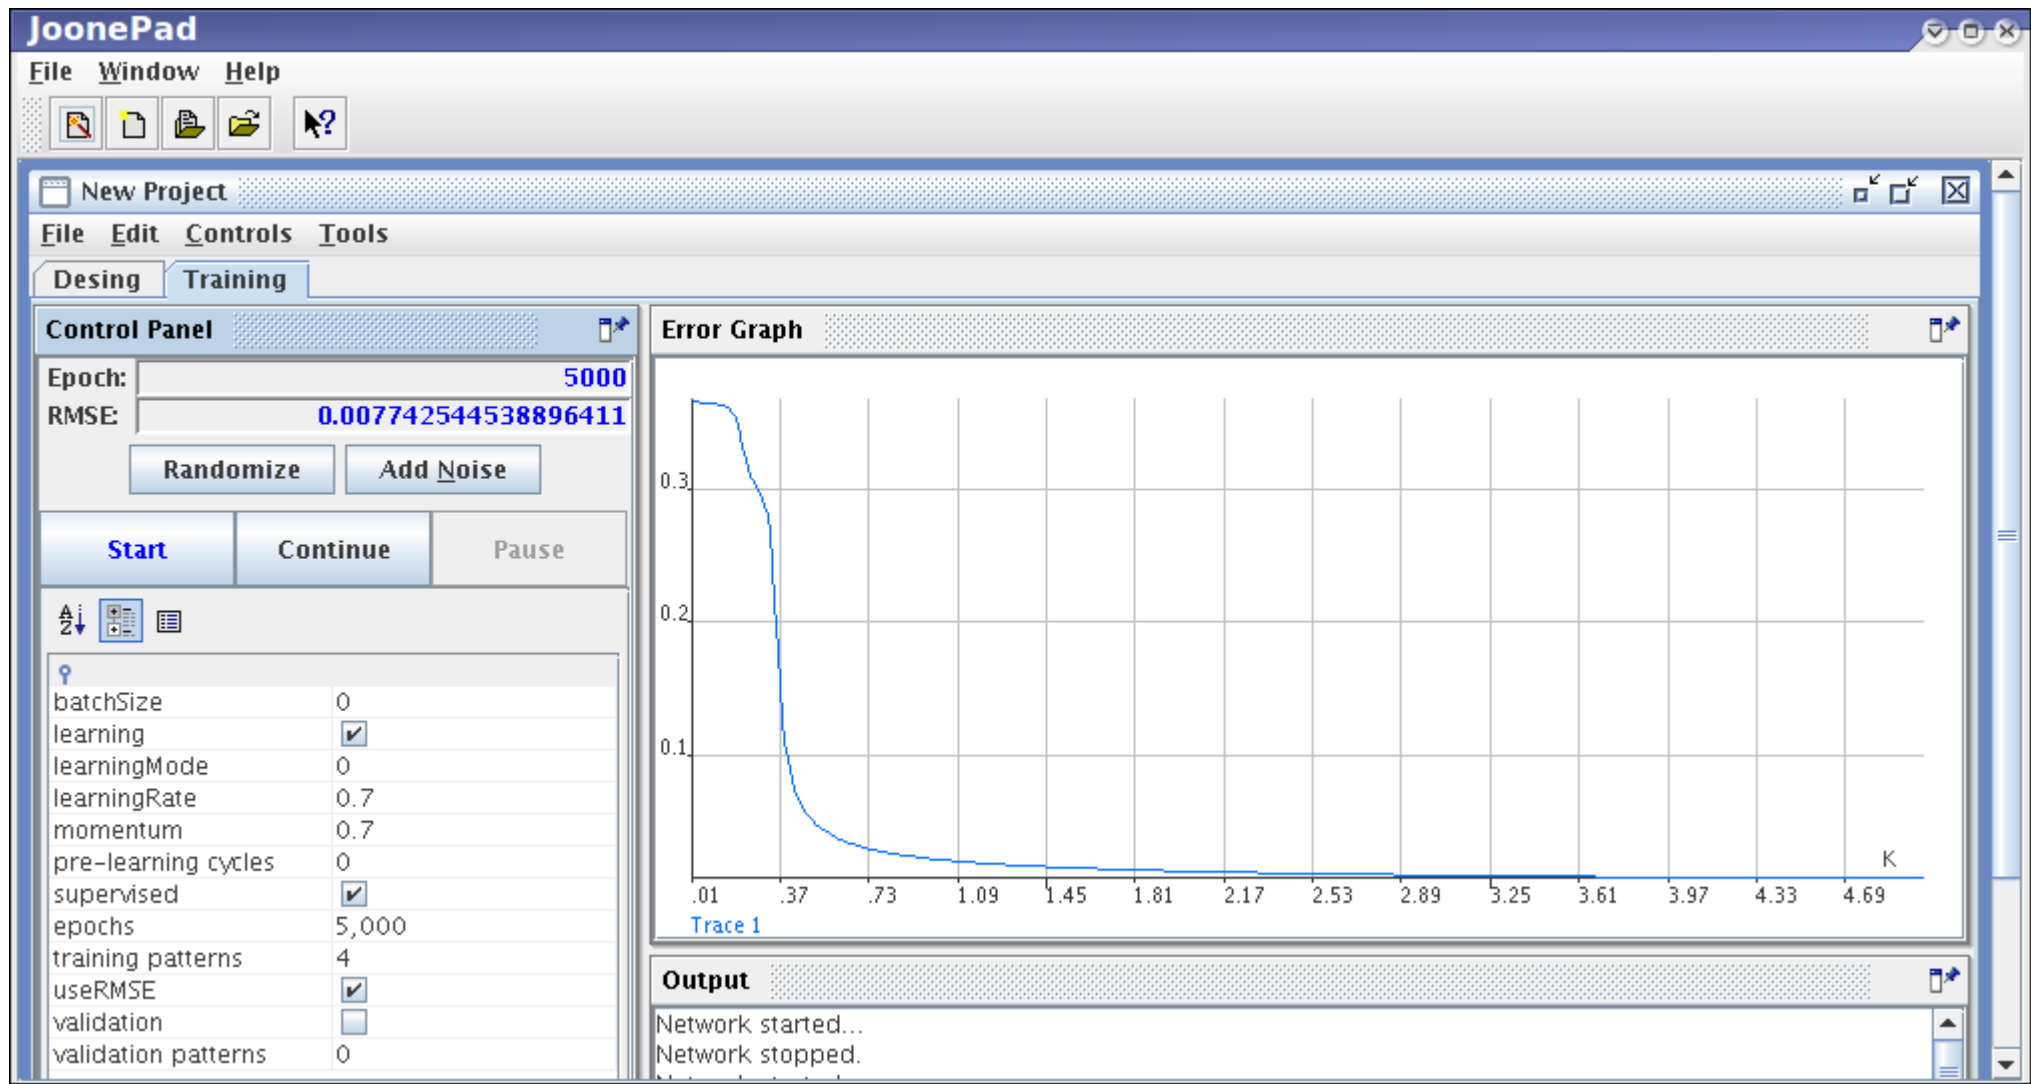 JoonePad
File Window Help
New Project
File Edit Controls Tools
Desing Training
Control Panel
Epoch: 5000
RMSE: 0.007742544538896411
Randomize Add Noise
Start Continue Pause
batchSize 0
learning
learningMode 0
learningRate 0.7
momentum 0.7
pre-learning cycles 0
supervised
epochs 5,000
training patterns 4
useRMSE
validation
validation patterns 0
Error Graph
0.3
0.2
0.1
K
.01 .37 .73 1.09 1.45 1.81 2.17 2.53 2.89 3.25 3.61 3.97 4.33 4.69
Trace 1
Output
Network started...
Network stopped.